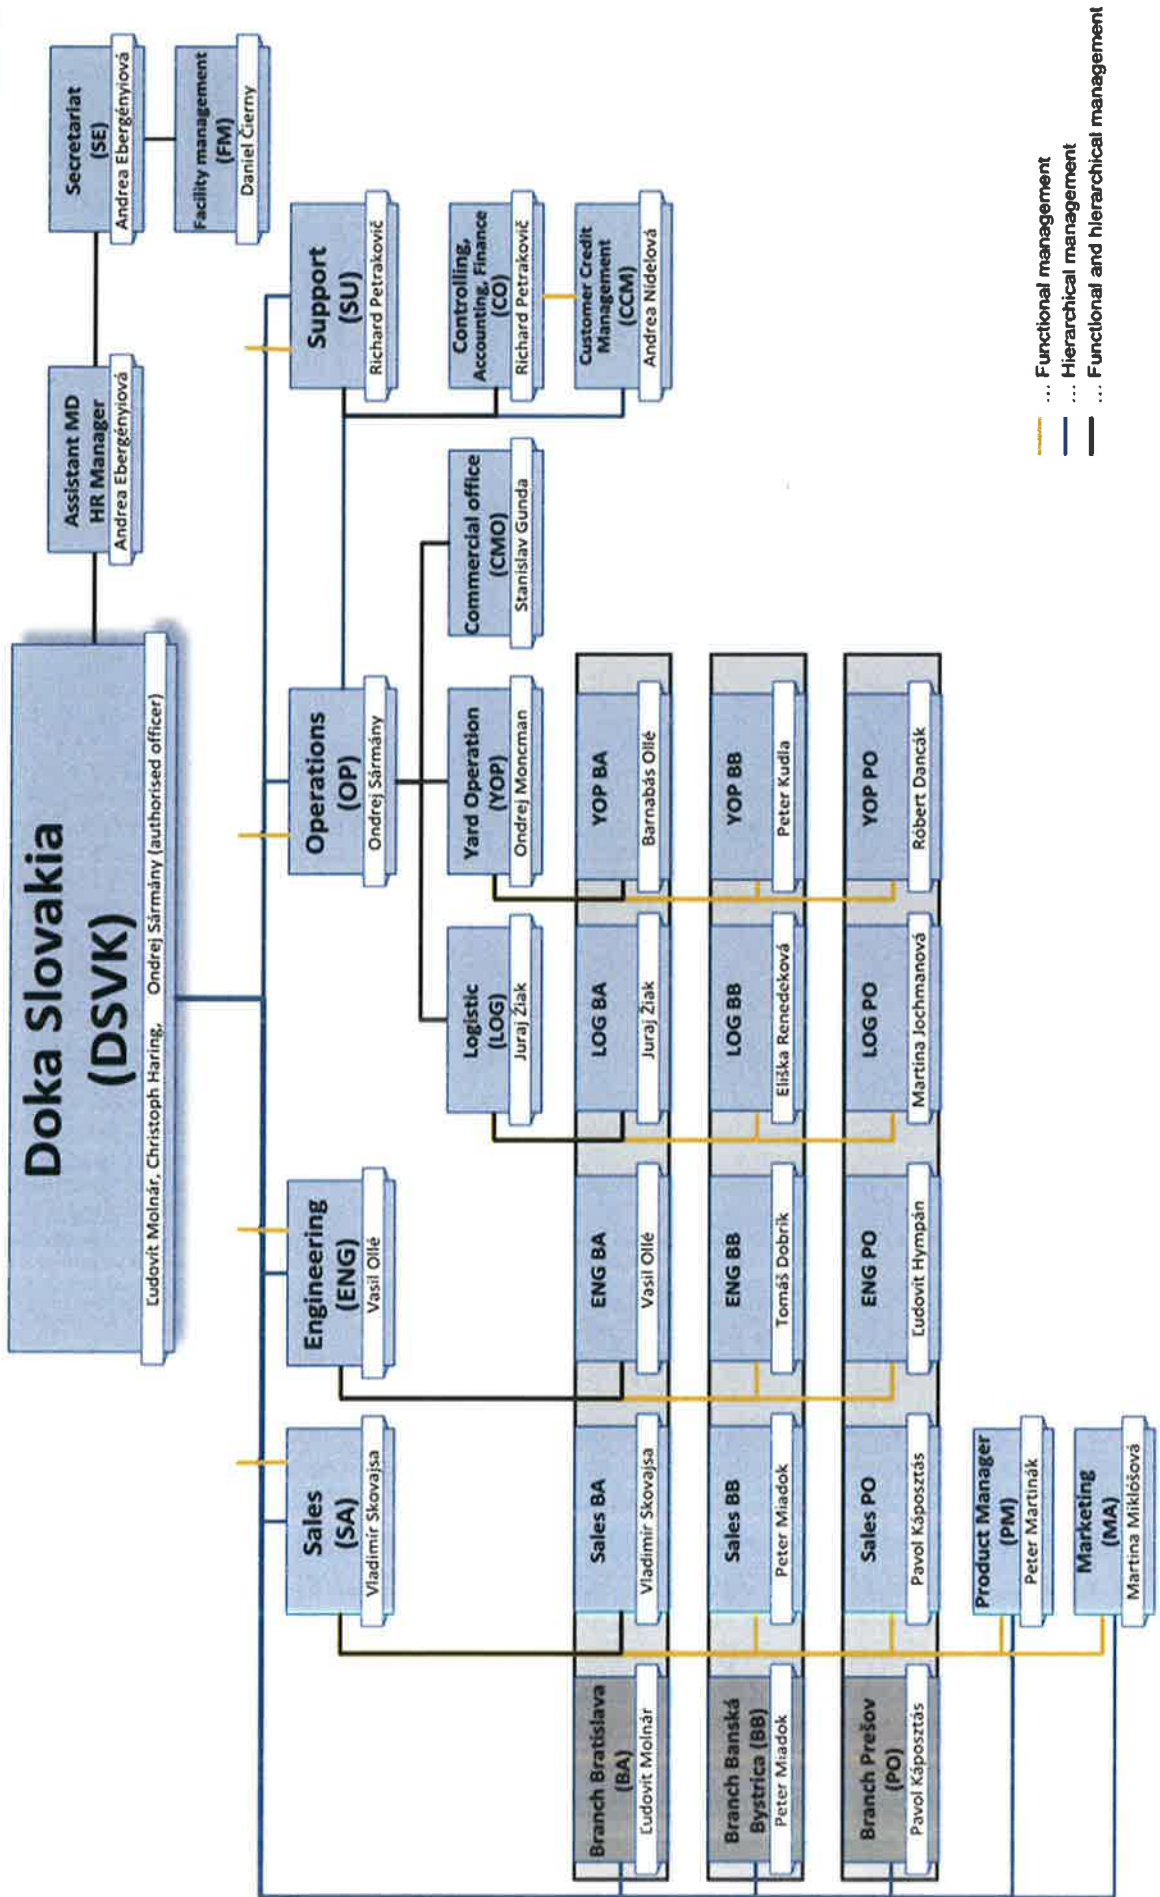 Doka Slovakia
(DSVK)
Ľudovít Molnár, Christoph Haring, Ondrej Sármány (authorised officer)
Assistant MD
HR Manager
Andrea Ebergényiová
Secretariat
(SE)
Andrea Ebergényiová
Facility management
(FM)
Daniel Čierny
Sales
(SA)
Vladimír Skovajsa
Engineering
(ENG)
Vasil Ollé
Operations
(OP)
Ondrej Sármány
Support
(SU)
Richard Petrakovič
Logistic
(LOG)
Juraj Žiak
Yard Operation
(YOP)
Ondrej Moncman
Commercial office
(CMO)
Stanislav Gunda
Controlling,
Accounting, Finance
(CO)
Richard Petrakovič
Customer Credit
Management
(CCM)
Andrea Nidelová
Branch Bratislava
(BA)
Ľudovít Molnár
Sales BA
Vladimír Skovajsa
ENG BA
Vasil Ollé
LOG BA
Juraj Žiak
YOP BA
Barnabás Ollé
Branch Banská
Bystrica (BB)
Peter Miadok
Sales BB
Peter Miadok
ENG BB
Tomáš Dobrík
LOG BB
Eliška Renedeková
YOP BB
Peter Kudla
Branch Prešov
(PO)
Pavol Káposztás
Sales PO
Pavol Káposztás
ENG PO
Ľudovít Hympán
LOG PO
Martina Jochmanová
YOP PO
Róbert Dancák
Product Manager
(PM)
Peter Martinák
Marketing
(MA)
Martina Miklóšová
... Functional management
... Hierarchical management
... Functional and hierarchical management